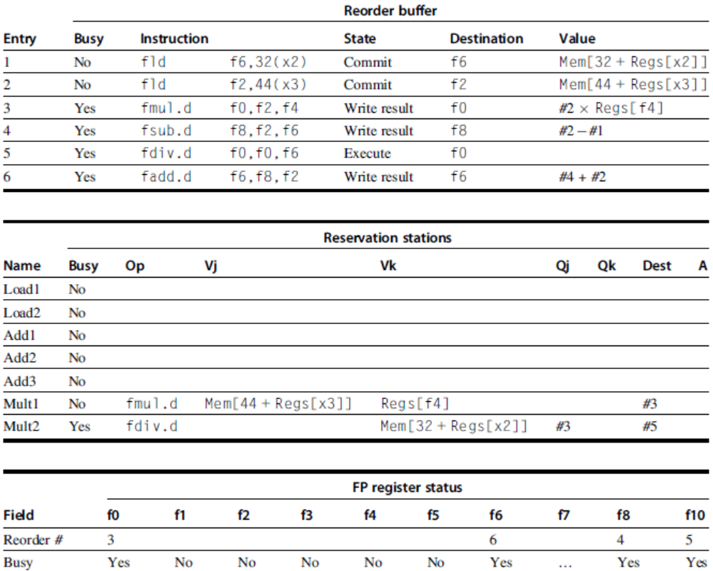 Reorder buffer
Entry Busy Instruction State Destination Value
1 No fld f6,32(x2) Commit f6 Mem[32 + Regs[x2]]
2 No fld f2,44(x3) Commit f2 Mem[44 + Regs[x3]]
3 Yes fmul.d f0,f2,f4 Write result f0 #2 × Regs[f4]
4 Yes fsub.d f8,f2,f6 Write result f8 #2 − #1
5 Yes fdiv.d f0,f0,f6 Execute f0
6 Yes fadd.d f6,f8,f2 Write result f6 #4 + #2
Reservation stations
Name Busy Op Vj Vk Qj Qk Dest A
Load1 No
Load2 No
Add1 No
Add2 No
Add3 No
Mult1 No fmul.d Mem[44 + Regs[x3]] Regs[f4] #3
Mult2 Yes fdiv.d Mem[32 + Regs[x2]] #3 #5
FP register status
Field f0 f1 f2 f3 f4 f5 f6 f7 f8 f10
Reorder # 3 6 4 5
Busy Yes No No No No No Yes … Yes Yes